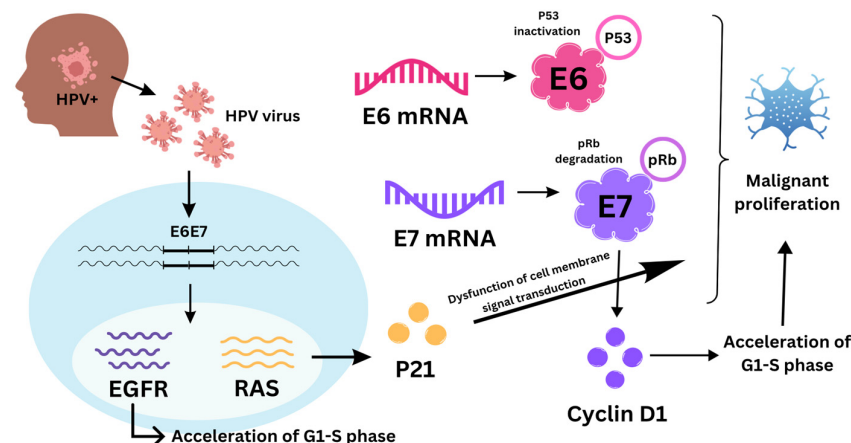 HPV+
HPV virus
E6E7
EGFR
RAS
Acceleration of G1-S phase
P21
Dysfunction of cell membrane
signal transduction
E6 mRNA
P53
inactivation
P53
E6
E7 mRNA
pRb
degradation
pRb
E7
Cyclin D1
Acceleration of
G1-S phase
Malignant
proliferation